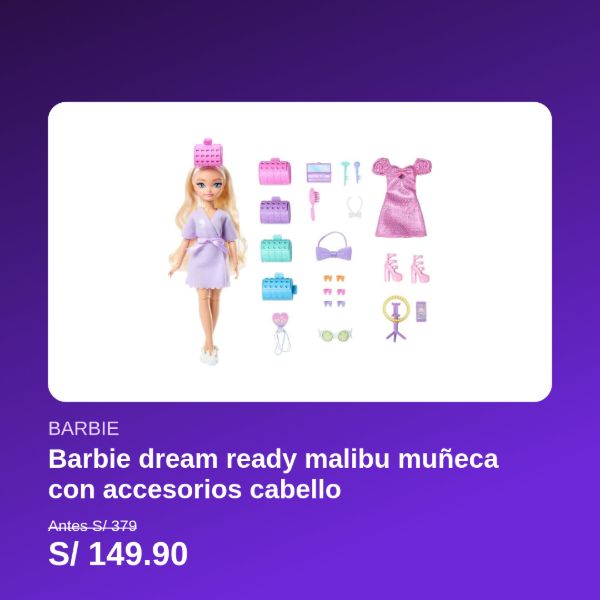 BARBIE
Barbie dream ready malibu muñeca
con accesorios cabello
Antes S/ 379
S/ 149.90